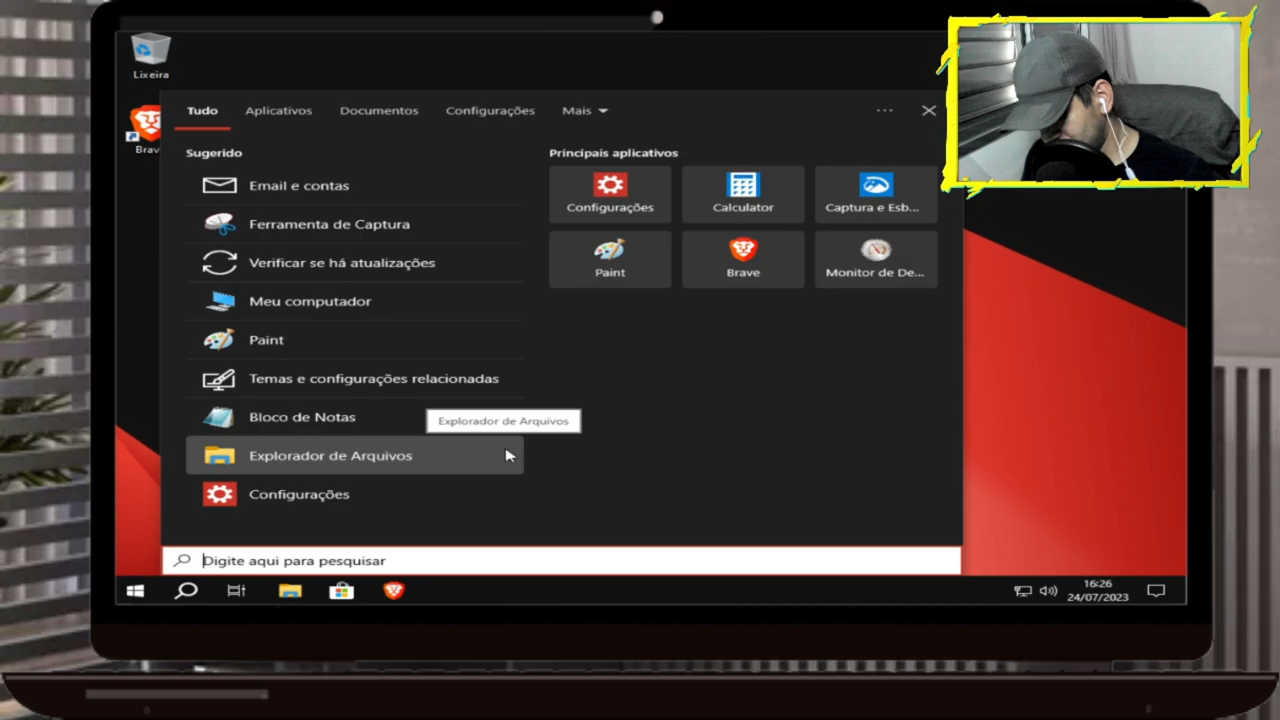 Lixeira
Brav
Tudo
Aplicativos
Documentos
Configurações
Mais
Sugerido
Email e contas
Ferramenta de Captura
Verificar se há atualizações
Meu computador
Paint
Temas e configurações relacionadas
Bloco de Notas
Explorador de Arquivos
Explorador de Arquivos
Configurações
Principais aplicativos
Configurações
Calculator
Captura e Esb...
Paint
Brave
Monitor de De...
Digite aqui para pesquisar
16:26
24/07/2023